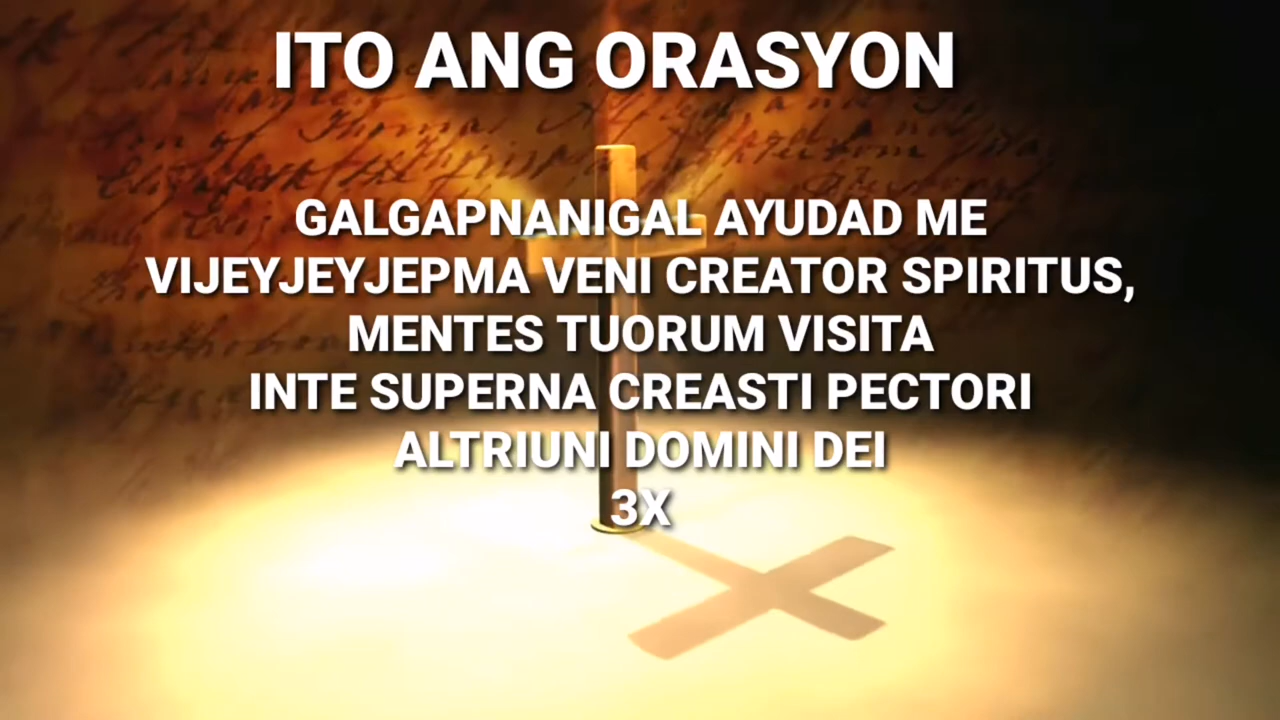 ITO ANG ORASYON
GALGAPNANIGAL AYUDAD ME
VIJEYJEYJEPMA VENI CREATOR SPIRITUS,
MENTES TUORUM VISITA
INTE SUPERNA CREASTI PECTORI
ALTRIUNI DOMINI DEI
3X